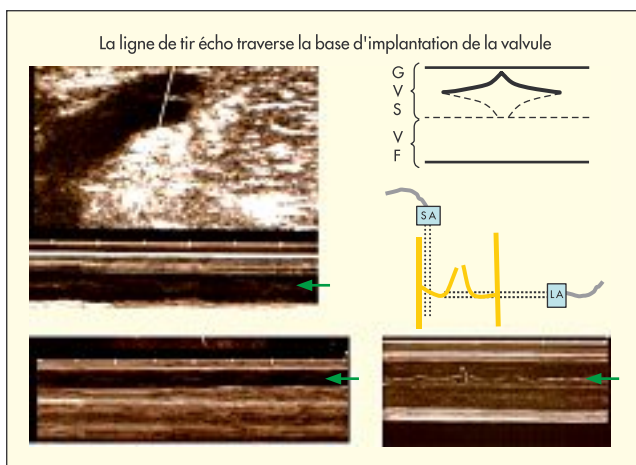 La ligne de tir écho traverse la base d'implantation de la valvule
G
V
S
V
F
SA
LA